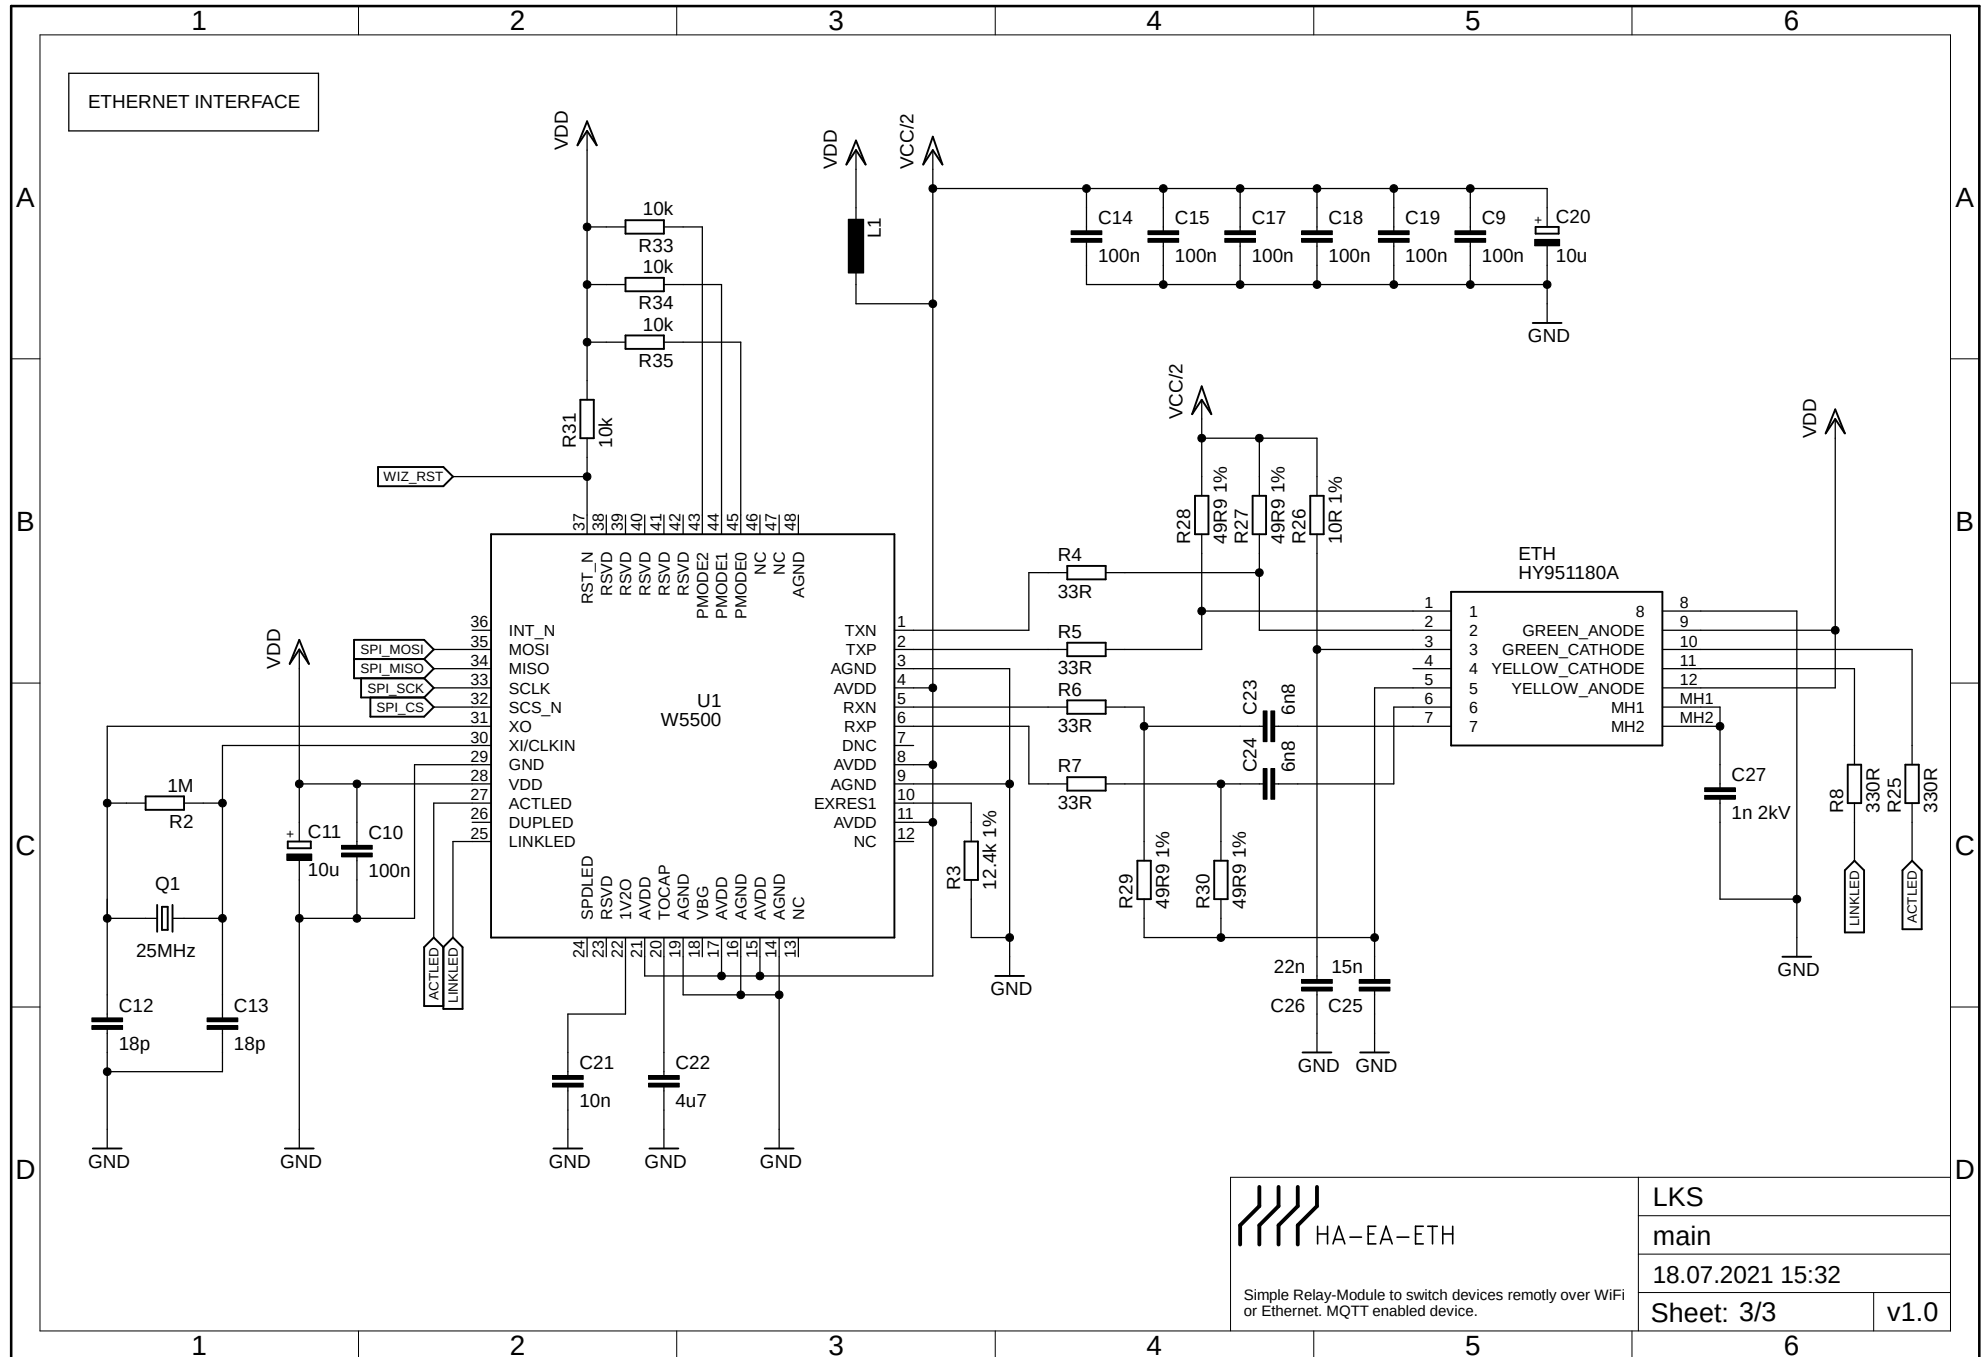 1 2 3 4 5 6
ETHERNET INTERFACE
VDD
VDD
VCC/2
A
A
10k
R33
10k
R34
10k
R35
L1
C14
100n
C15
100n
C17
100n
C18
100n
C19
100n
C9
100n
+
C20
10u
GND
R31
10k
WIZ_RST
VCC/2
VDD
B
B
R28
49R9 1%
R27
49R9 1%
R26
10R 1%
37 38 39 40 41 42 43 44 45 46 47 48
RST_N RSVD RSVD RSVD RSVD RSVD PMODE2 PMODE1 PMODE0 NC NC AGND
U1
W5500
36 INT_N
35 MOSI
34 MISO
33 SCLK
32 SCS_N
31 XO
30 XI/CLKIN
29 GND
28 VDD
27 ACTLED
26 DUPLED
25 LINKLED
TXN 1
TXP 2
AGND 3
AVDD 4
RXN 5
RXP 6
DNC 7
AVDD 8
AGND 9
EXRES1 10
AVDD 11
NC 12
SPDLED RSVD 1V2O AVDD TOCAP AGND VBG AVDD AGND AVDD AGND NC
24 23 22 21 20 19 18 17 16 15 14 13
SPI_MOSI
SPI_MISO
SPI_SCK
SPI_CS
VDD
R4
33R
R5
33R
R6
33R
R7
33R
C23
6n8
C24
6n8
ETH
HY951180A
1 1 8 8
2 2 GREEN_ANODE 9
3 3 GREEN_CATHODE 10
4 4 YELLOW_CATHODE 11
5 5 YELLOW_ANODE 12
6 6 MH1 MH1
7 7 MH2 MH2
C
C
1M
R2
Q1
25MHz
+
C11
10u
C10
100n
ACTLED
LINKLED
R3
12.4k 1%
GND
R29
49R9 1%
R30
49R9 1%
C27
1n 2kV
R8
330R
R25
330R
LINKLED
ACTLED
GND
22n
C26
15n
C25
GND
GND
C12
18p
C13
18p
C21
10n
C22
4u7
GND
GND
GND
GND
GND
D
D
HA-EA-ETH
Simple Relay-Module to switch devices remotly over WiFi
or Ethernet. MQTT enabled device.
LKS
main
18.07.2021 15:32
Sheet: 3/3 v1.0
1 2 3 4 5 6